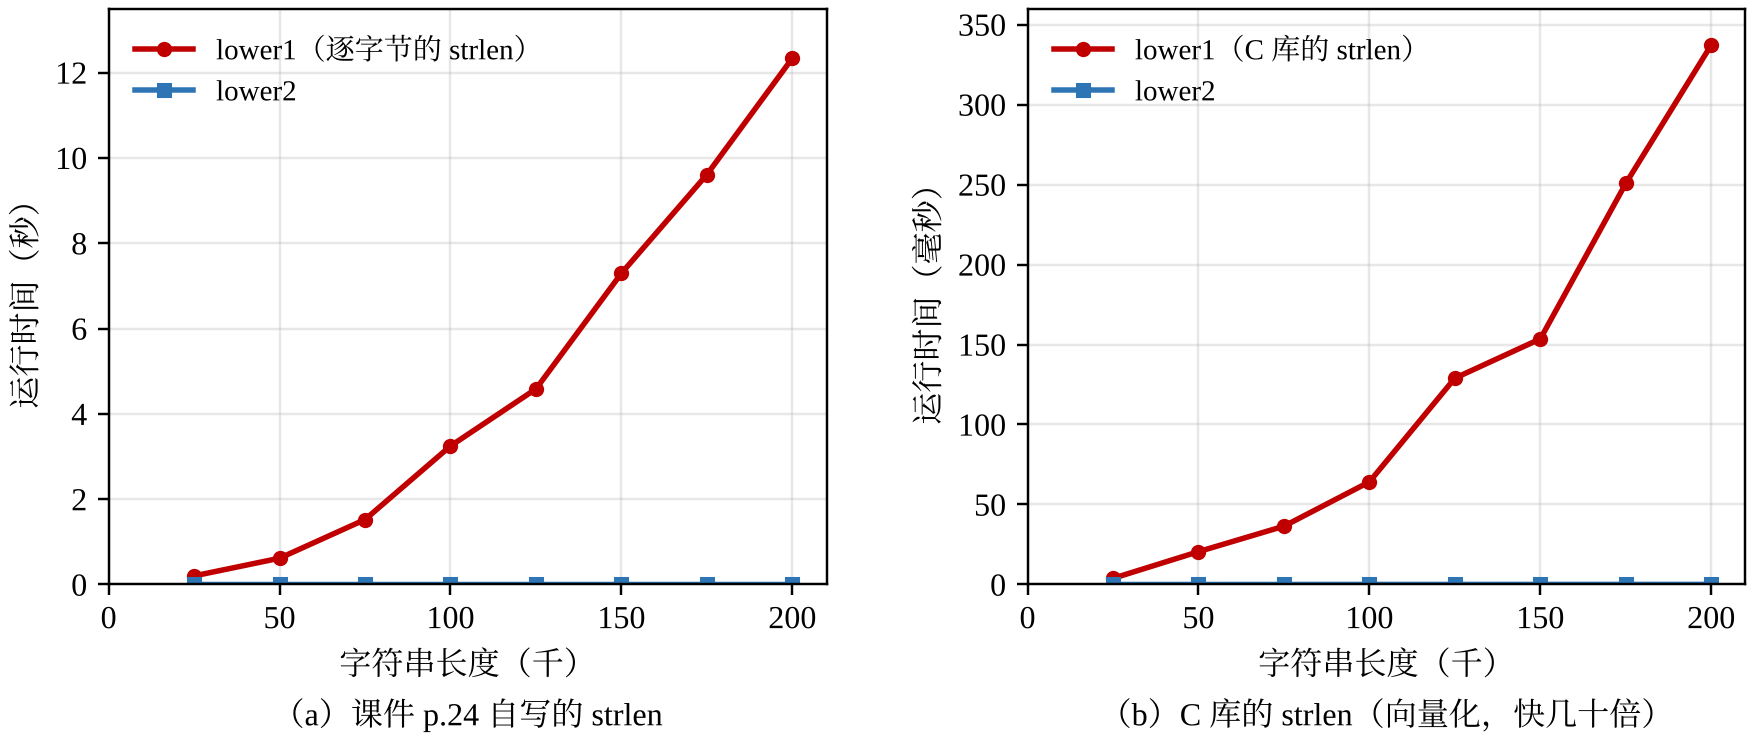 lower1（逐字节的 strlen）
lower2
12
10
8
6
4
2
0
运行时间（秒）
0 50 100 150 200
字符串长度（千）
（a）课件 p.24 自写的 strlen
lower1（C 库的 strlen）
lower2
350
300
250
200
150
100
50
0
运行时间（毫秒）
0 50 100 150 200
字符串长度（千）
（b）C 库的 strlen（向量化，快几十倍）